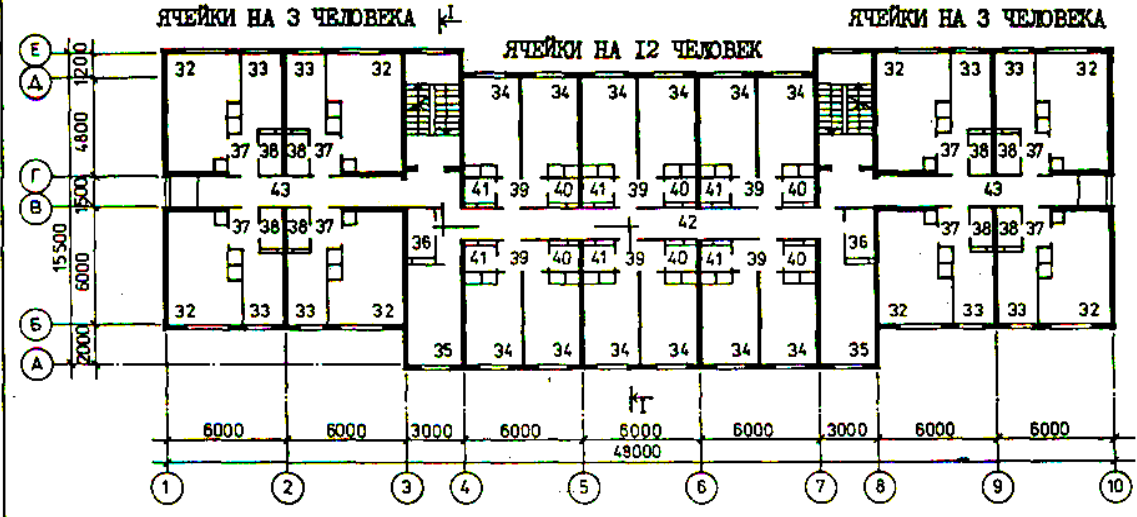 ЯЧЕЙКИ НА 3 ЧЕЛОВЕКА I ЯЧЕЙКИ НА 3 ЧЕЛОВЕКА
ЯЧЕЙКИ НА I2 ЧЕЛОВЕК
Е 1200 32 33 33 32 32 33 33 32
Д 34 34 34 34 34 34
4800
37 38 38 37 37 38 38 37
Г 43 41 39 40 41 39 40 41 39 40 43
В 1500 42
37 38 38 37 36 36 37 38 38 37
15500 6000 41 39 40 41 39 40 41 39 40
32 33 33 32 32 33 33 32
Б
2000 35 34 34 34 34 34 34 35
А
I
6000 6000 3000 6000 6000 6000 3000 6000 6000
48000
1 2 3 4 5 6 7 8 9 10